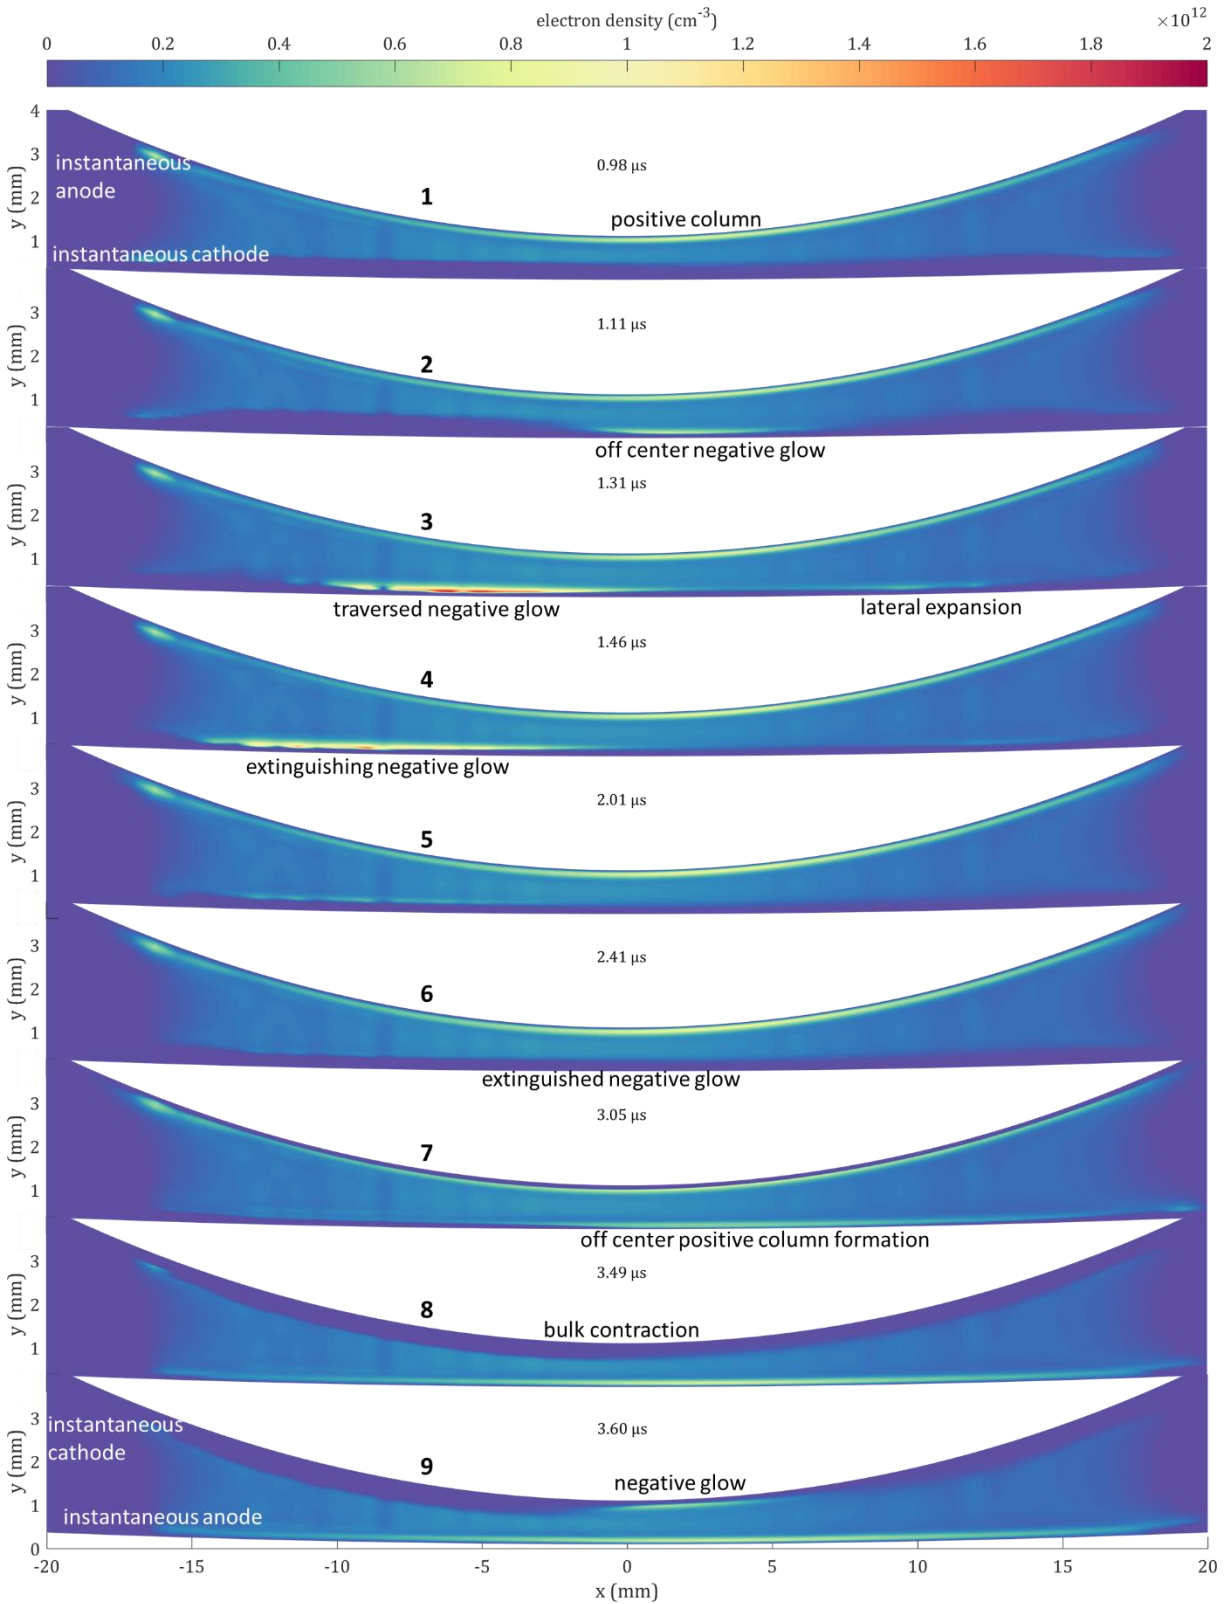 electron density (cm⁻³)
×10¹²
0 0.2 0.4 0.6 0.8 1 1.2 1.4 1.6 1.8 2
4
3
2
1
y (mm)
instantaneous
anode
instantaneous cathode
1
0.98 μs
positive column
3
2
1
y (mm)
2
1.11 μs
off center negative glow
3
2
1
y (mm)
3
1.31 μs
traversed negative glow
lateral expansion
3
2
1
y (mm)
4
1.46 μs
extinguishing negative glow
3
2
1
y (mm)
5
2.01 μs
3
2
1
y (mm)
6
2.41 μs
extinguished negative glow
3
2
1
y (mm)
7
3.05 μs
off center positive column formation
3
2
1
y (mm)
8
3.49 μs
bulk contraction
3
2
1
0
y (mm)
instantaneous
cathode
instantaneous anode
9
3.60 μs
negative glow
-20 -15 -10 -5 0 5 10 15 20
x (mm)